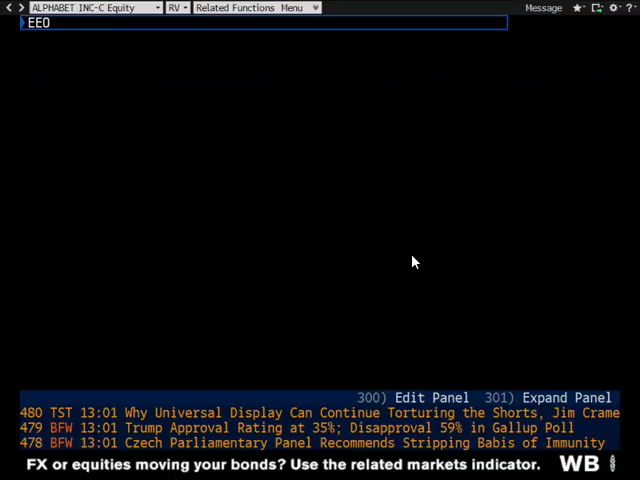 ALPHABET INC-C Equity RV Related Functions Menu Message ?
EEO
300) Edit Panel 301) Expand Panel
480 TST 13:01 Why Universal Display Can Continue Torturing the Shorts, Jim Crame
479 BFW 13:01 Trump Approval Rating at 35%; Disapproval 59% in Gallup Poll
478 BFW 13:01 Czech Parliamentary Panel Recommends Stripping Babis of Immunity
FX or equities moving your bonds? Use the related markets indicator. WB